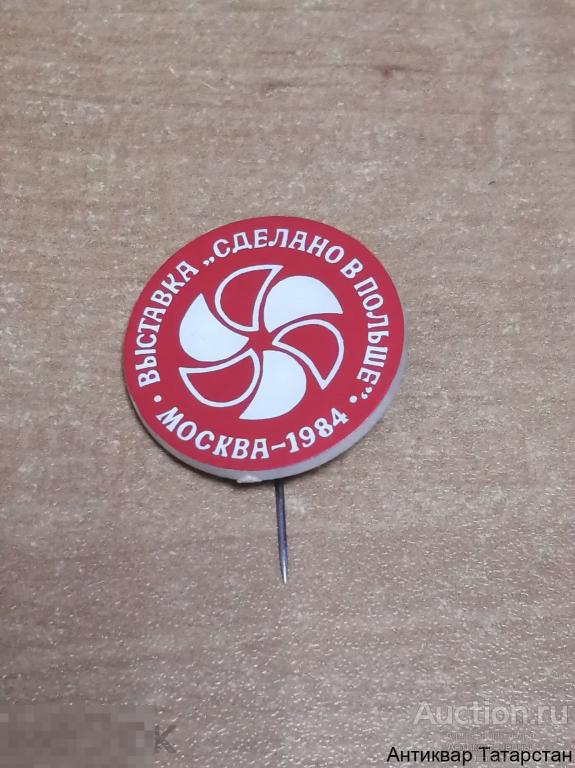 ВЫСТАВКА „СДЕЛАНО В ПОЛЬШЕ”
• МОСКВА-1984 •
Auction.ru
Антиквар Татарстан